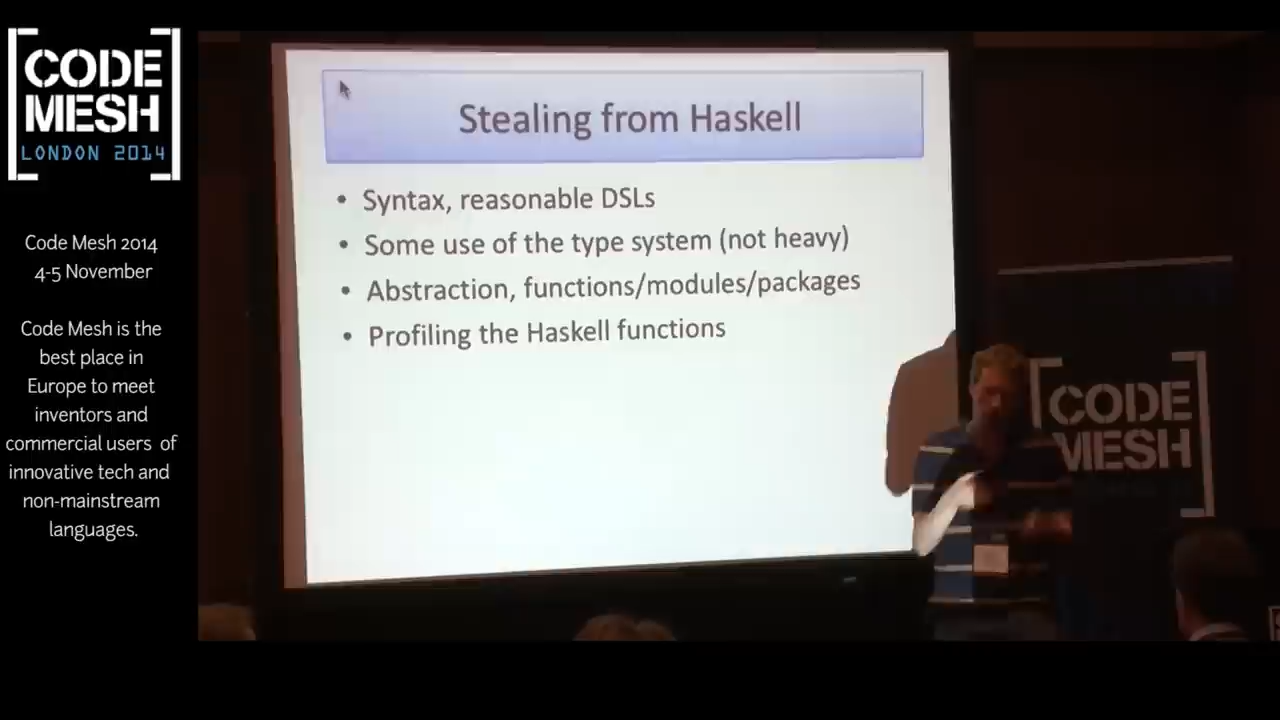 CODE
MESH
LONDON 2014
Code Mesh 2014
4-5 November
Code Mesh is the
best place in
Europe to meet
inventors and
commercial users of
innovative tech and
non-mainstream
languages.
Stealing from Haskell
• Syntax, reasonable DSLs
• Some use of the type system (not heavy)
• Abstraction, functions/modules/packages
• Profiling the Haskell functions
CODE
MESH